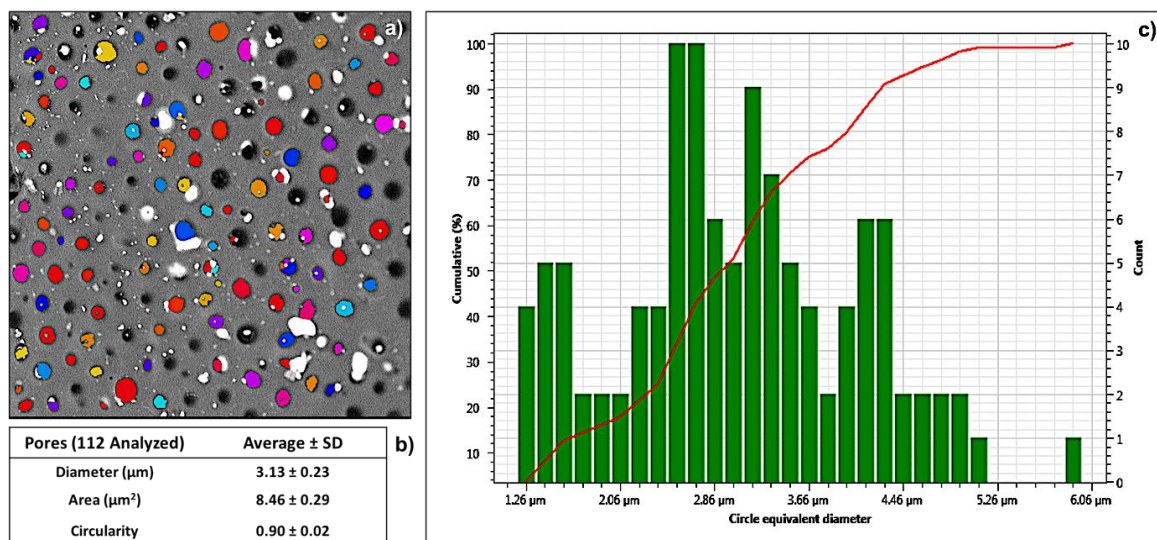 a)
Pores (112 Analyzed) Average ± SD
b)
Diameter (µm) 3.13 ± 0.23
Area (µm²) 8.46 ± 0.29
Circularity 0.90 ± 0.02
c)
Cumulative (%)
100
90
80
70
60
50
40
30
20
10
10
9
8
7
6
5
4
3
2
1
0
Count
1.26 µm 2.06 µm 2.86 µm 3.66 µm 4.46 µm 5.26 µm 6.06 µm
Circle equivalent diameter